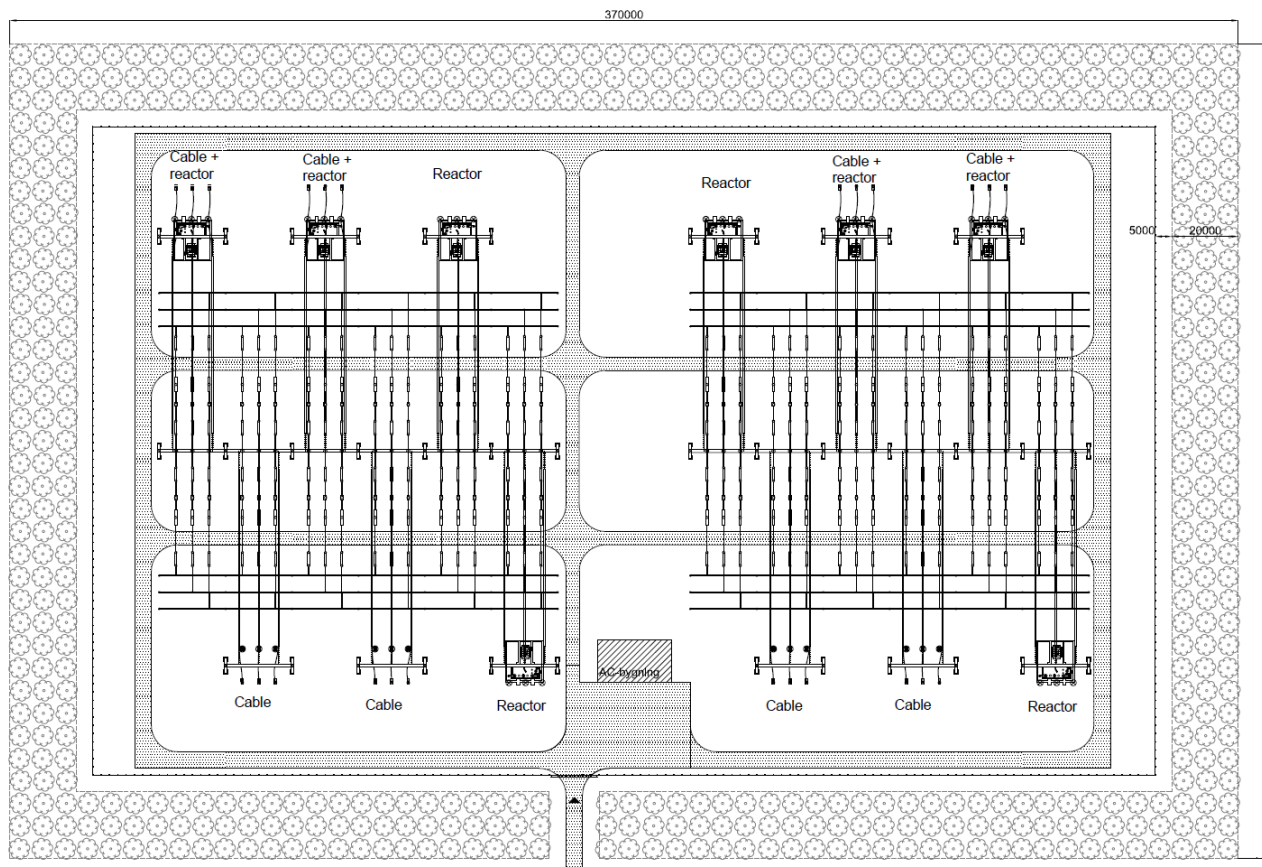 370000
Cable +
reactor
Cable +
reactor
Reactor
Reactor
Cable +
reactor
Cable +
reactor
5000
20000
AC-bygning
Cable
Cable
Reactor
Cable
Cable
Reactor